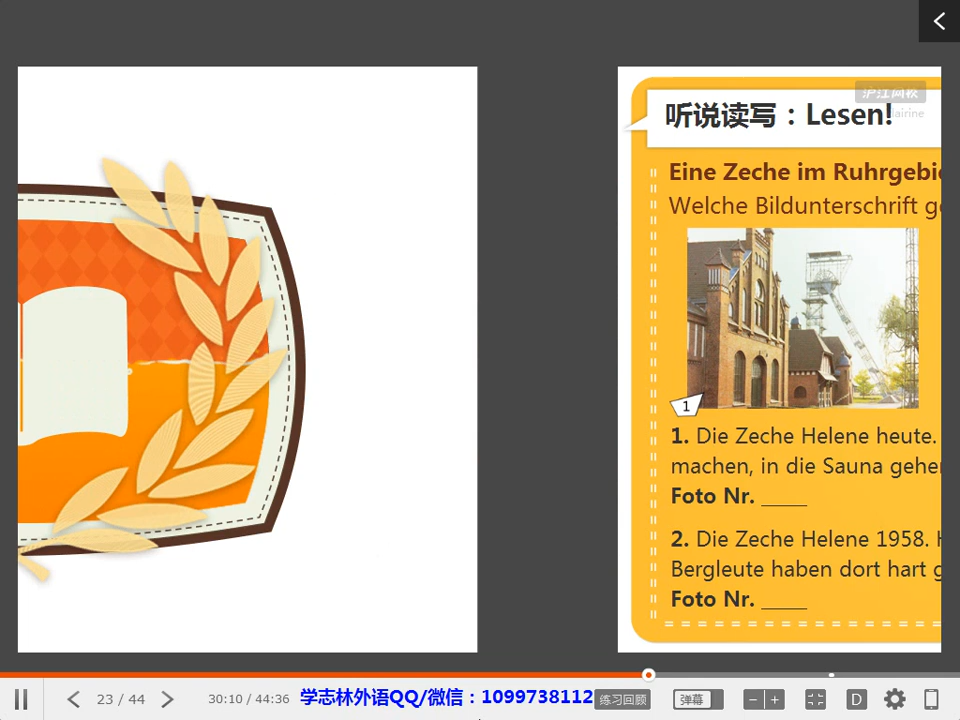 沪江网校
听说读写：Lesen!
Eine Zeche im Ruhrgebi
Welche Bildunterschrift g
1
1. Die Zeche Helene heute.
machen, in die Sauna gehe
Foto Nr. _____
2. Die Zeche Helene 1958. H
Bergleute haben dort hart g
Foto Nr. _____
23 / 44
30:10 / 44:36
学志林外语QQ/微信：1099738112
练习回顾
弹幕
D